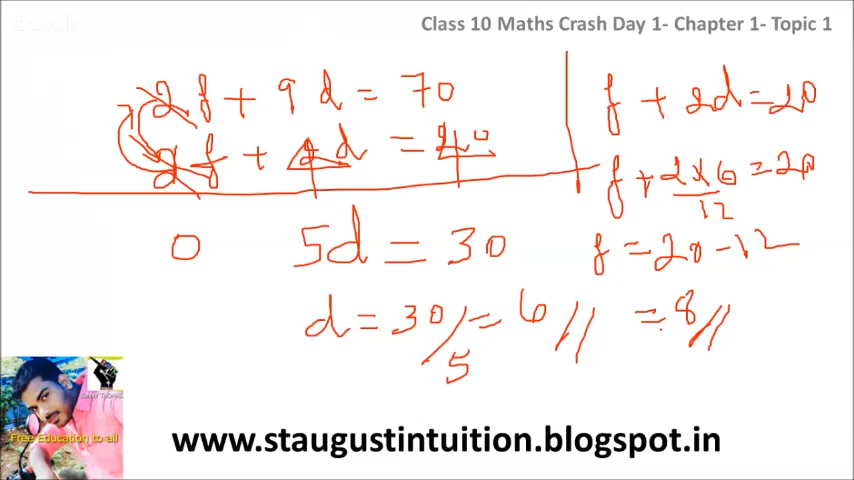 Class 10 Maths Crash Day 1- Chapter 1- Topic 1
2f + 9d = 70
2f + 4d = 40
0 5d = 30
d = 30/5 = 6 //
f + 2d = 20
f + 2 x 6 = 20
12
f = 20 - 12
= 8 //
SUNNY THOMAS
Free Education to all
www.staugustintuition.blogspot.in